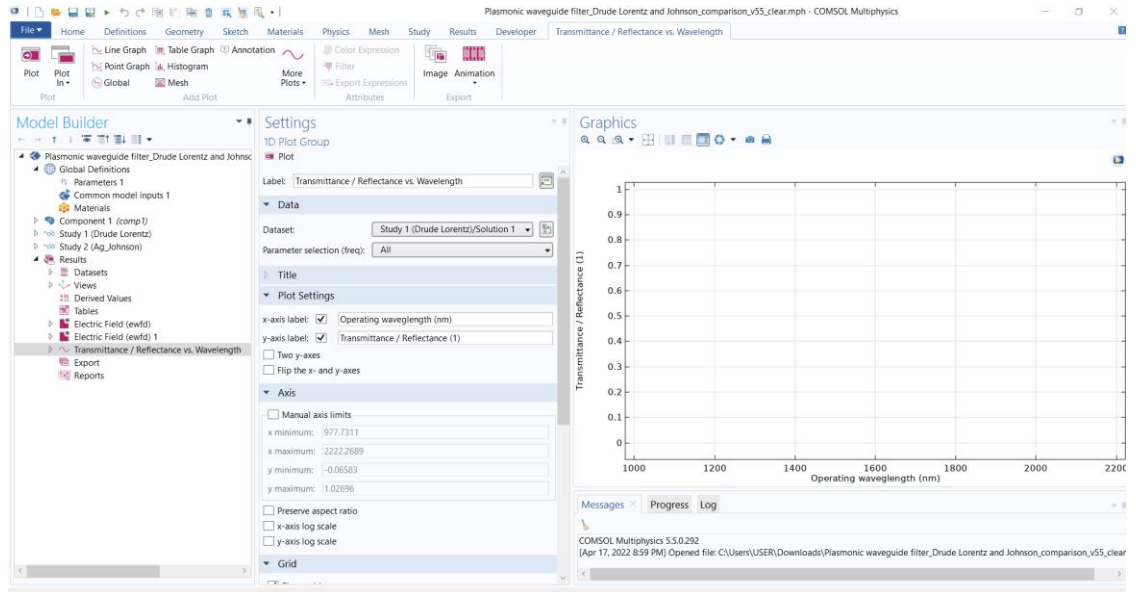 Plasmonic waveguide filter_Drude Lorentz and Johnson_comparison_v55_clear.mph - COMSOL Multiphysics
File Home Definitions Geometry Sketch Materials Physics Mesh Study Results Developer Transmittance / Reflectance vs. Wavelength
Line Graph Table Graph Annotation
Point Graph Histogram
Global Mesh
Plot
Plot In
More Plots
Color Expression
Filter
Export Expressions
Image Animation
Plot Add Plot Attributes Export
Model Builder
Plasmonic waveguide filter_Drude Lorentz and Johnsc
Global Definitions
Pi Parameters 1
Common model inputs 1
Materials
Component 1 (comp1)
Study 1 (Drude Lorentz)
Study 2 (Ag_Johnson)
Results
Datasets
Views
Derived Values
Tables
Electric Field (ewfd)
Electric Field (ewfd) 1
Transmittance / Reflectance vs. Wavelength
Export
Reports
Settings
1D Plot Group
Plot
Label: Transmittance / Reflectance vs. Wavelength
Data
Dataset: Study 1 (Drude Lorentz)/Solution 1
Parameter selection (freq): All
Title
Plot Settings
x-axis label: Operating waveglength (nm)
y-axis label: Transmittance / Reflectance (1)
Two y-axes
Flip the x- and y-axes
Axis
Manual axis limits
x minimum: 977.7311
x maximum: 2222.2689
y minimum: -0.06583
y maximum: 1.02696
Preserve aspect ratio
x-axis log scale
y-axis log scale
Grid
Graphics
Transmittance / Reflectance (1)
1
0.9
0.8
0.7
0.6
0.5
0.4
0.3
0.2
0.1
0
1000 1200 1400 1600 1800 2000 2200
Operating waveglength (nm)
Messages Progress Log
COMSOL Multiphysics 5.5.0.292
[Apr 17, 2022 8:59 PM] Opened file: C:\Users\USER\Downloads\Plasmonic waveguide filter_Drude Lorentz and Johnson_comparison_v55_clear